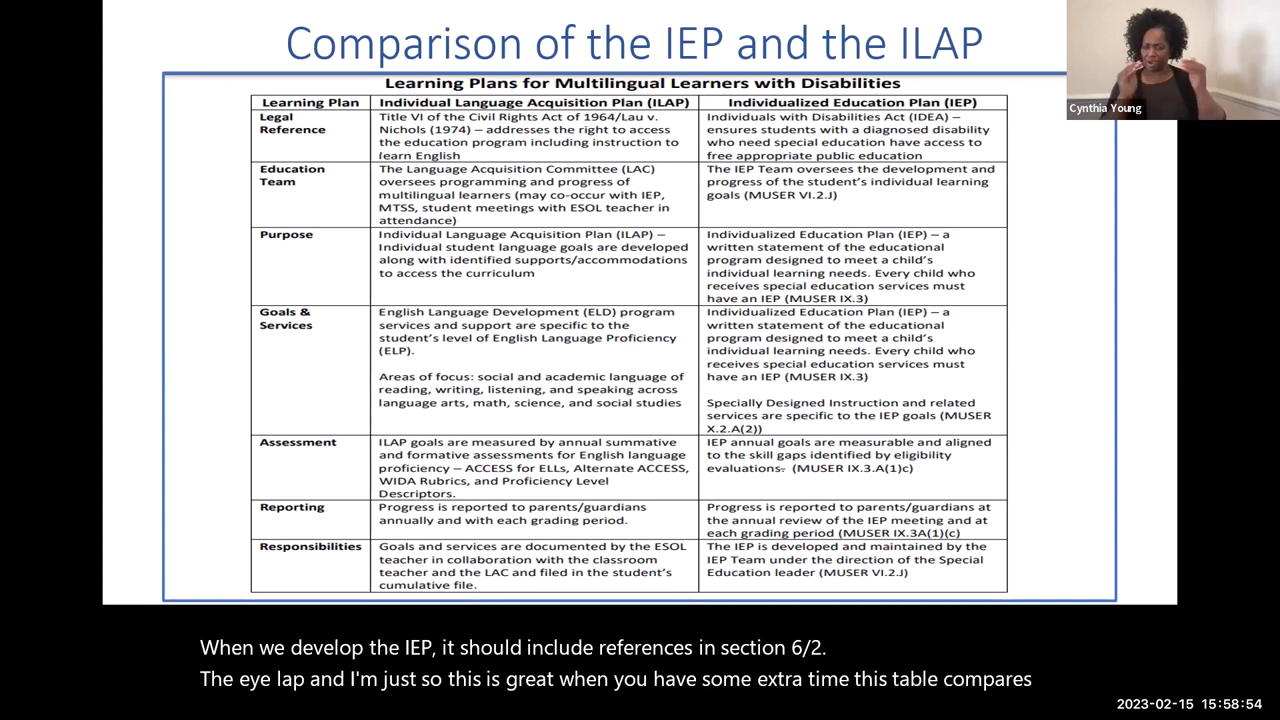 Comparison of the IEP and the ILAP
Cynthia Young
Learning Plans for Multilingual Learners with Disabilities
Learning Plan
Individual Language Acquisition Plan (ILAP)
Individualized Education Plan (IEP)
Legal
Reference
Title VI of the Civil Rights Act of 1964/Lau v.
Nichols (1974) – addresses the right to access
the education program including instruction to
learn English
Individuals with Disabilities Act (IDEA) –
ensures students with a diagnosed disability
who need special education have access to
free appropriate public education
Education
Team
The Language Acquisition Committee (LAC)
oversees programming and progress of
multilingual learners (may co-occur with IEP,
MTSS, student meetings with ESOL teacher in
attendance)
The IEP Team oversees the development and
progress of the student's individual learning
goals (MUSER VI.2.J)
Purpose
Individual Language Acquisition Plan (ILAP) –
Individual student language goals are developed
along with identified supports/accommodations
to access the curriculum
Individualized Education Plan (IEP) – a
written statement of the educational
program designed to meet a child's
individual learning needs. Every child who
receives special education services must
have an IEP (MUSER IX.3)
Goals &
Services
English Language Development (ELD) program
services and support are specific to the
student's level of English Language Proficiency
(ELP).
Areas of focus: social and academic language of
reading, writing, listening, and speaking across
language arts, math, science, and social studies
Individualized Education Plan (IEP) – a
written statement of the educational
program designed to meet a child's
individual learning needs. Every child who
receives special education services must
have an IEP (MUSER IX.3)
Specially Designed Instruction and related
services are specific to the IEP goals (MUSER
X.2.A(2))
Assessment
ILAP goals are measured by annual summative
and formative assessments for English language
proficiency – ACCESS for ELLs, Alternate ACCESS,
WIDA Rubrics, and Proficiency Level
Descriptors.
IEP annual goals are measurable and aligned
to the skill gaps identified by eligibility
evaluations. (MUSER IX.3.A(1)c)
Reporting
Progress is reported to parents/guardians
annually and with each grading period.
Progress is reported to parents/guardians at
the annual review of the IEP meeting and at
each grading period (MUSER IX.3A(1)(c)
Responsibilities
Goals and services are documented by the ESOL
teacher in collaboration with the classroom
teacher and the LAC and filed in the student's
cumulative file.
The IEP is developed and maintained by the
IEP Team under the direction of the Special
Education leader (MUSER VI.2.J)
When we develop the IEP, it should include references in section 6/2.
The eye lap and I'm just so this is great when you have some extra time this table compares
2023-02-15 15:58:54